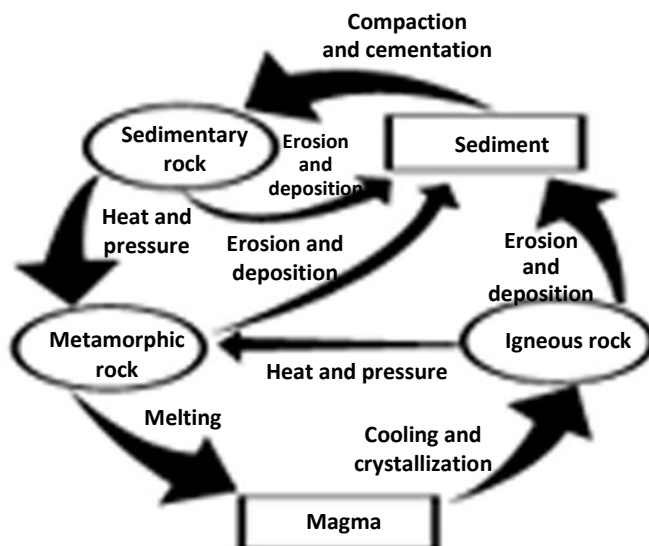 Compaction
and cementation
Sedimentary
rock
Erosion
and
deposition
Sediment
Heat and
pressure
Erosion and
deposition
Erosion
and
deposition
Metamorphic
rock
Heat and pressure
Igneous rock
Melting
Cooling and
crystallization
Magma